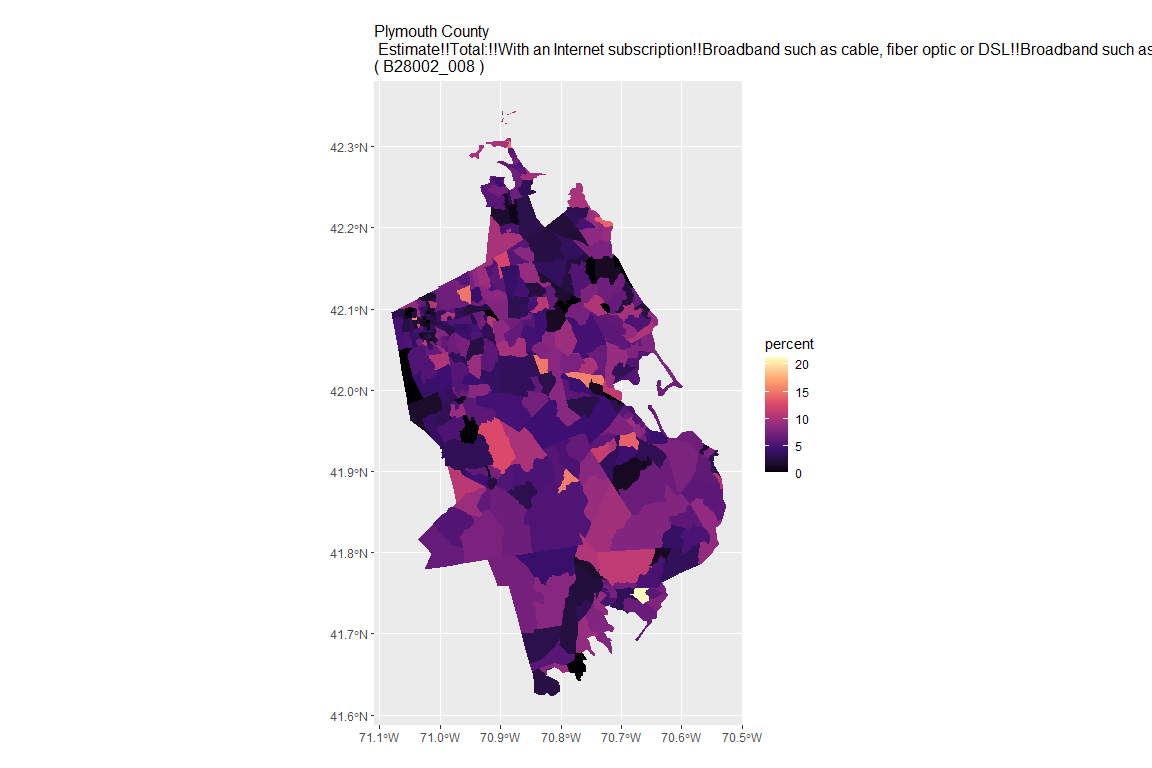 Plymouth County
Estimate!!Total:!!With an Internet subscription!!Broadband such as cable, fiber optic or DSL!!Broadband such as
( B28002_008 )
42.3°N
42.2°N
42.1°N
42.0°N
41.9°N
41.8°N
41.7°N
41.6°N
71.1°W 71.0°W 70.9°W 70.8°W 70.7°W 70.6°W 70.5°W
percent
20
15
10
5
0